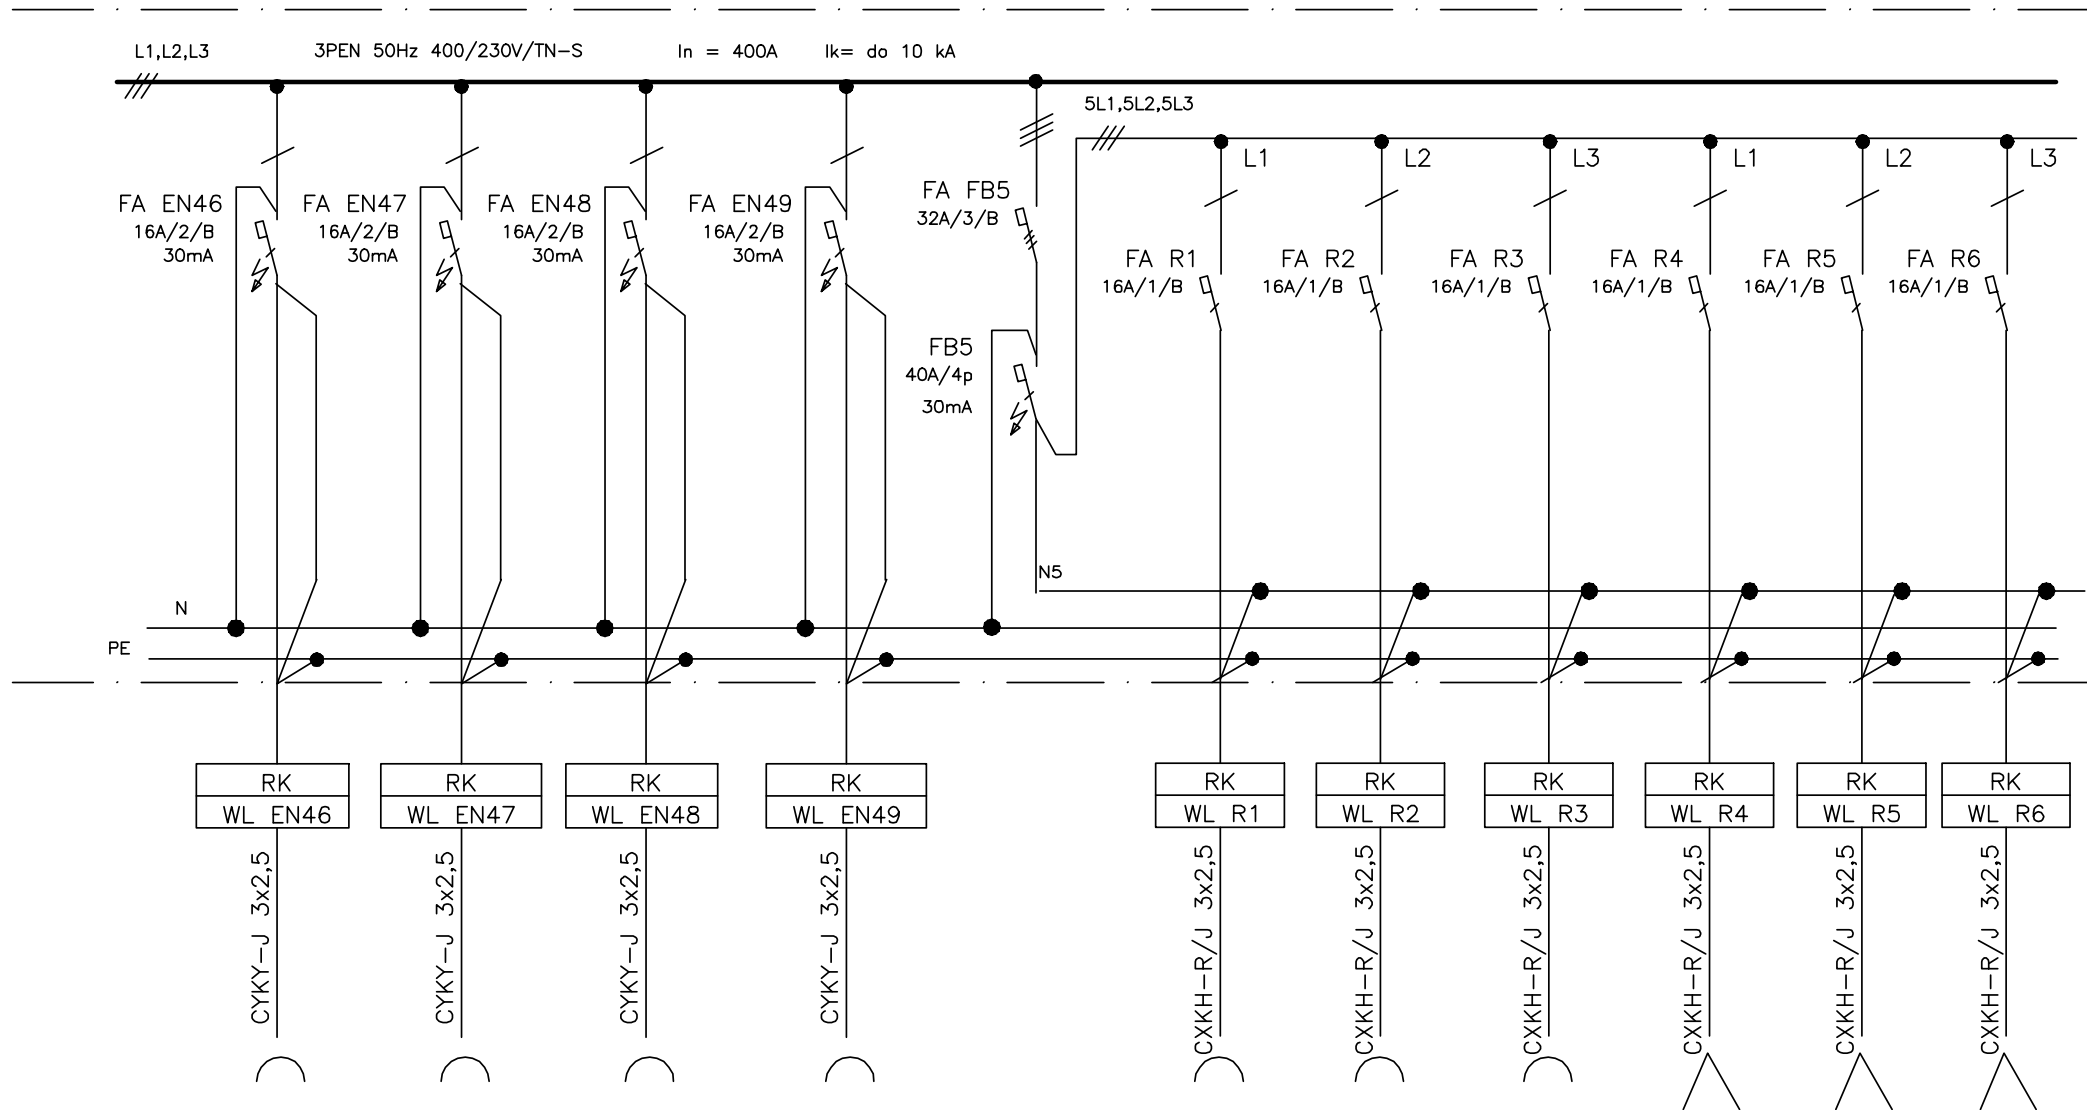 L1,L2,L3 3PEN 50Hz 400/230V/TN-S In = 400A Ik= do 10 kA
5L1,5L2,5L3
L1 L2 L3 L1 L2 L3
FA EN46
16A/2/B
30mA
FA EN47
16A/2/B
30mA
FA EN48
16A/2/B
30mA
FA EN49
16A/2/B
30mA
FA FB5
32A/3/B
FB5
40A/4p
30mA
FA R1
16A/1/B
FA R2
16A/1/B
FA R3
16A/1/B
FA R4
16A/1/B
FA R5
16A/1/B
FA R6
16A/1/B
N5
N
PE
RK
WL EN46
RK
WL EN47
RK
WL EN48
RK
WL EN49
RK
WL R1
RK
WL R2
RK
WL R3
RK
WL R4
RK
WL R5
RK
WL R6
CYKY-J 3x2,5
CYKY-J 3x2,5
CYKY-J 3x2,5
CYKY-J 3x2,5
CXKH-R/J 3x2,5
CXKH-R/J 3x2,5
CXKH-R/J 3x2,5
CXKH-R/J 3x2,5
CXKH-R/J 3x2,5
CXKH-R/J 3x2,5